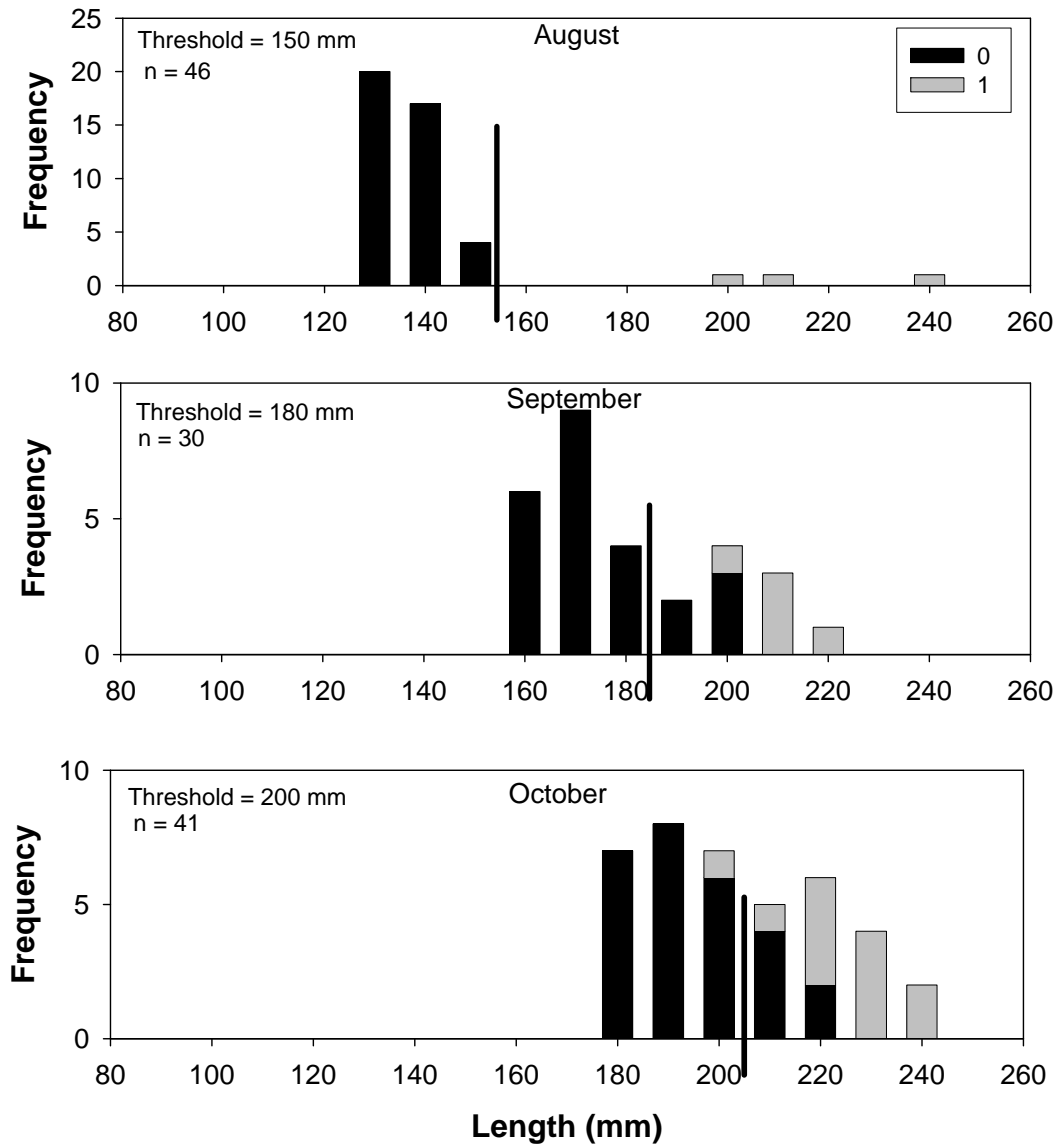 August
Threshold = 150 mm
n = 46
0
1
Frequency
25
20
15
10
5
0
80 100 120 140 160 180 200 220 240 260
September
Threshold = 180 mm
n = 30
Frequency
10
5
0
80 100 120 140 160 180 200 220 240 260
October
Threshold = 200 mm
n = 41
Frequency
10
5
0
80 100 120 140 160 180 200 220 240 260
Length (mm)